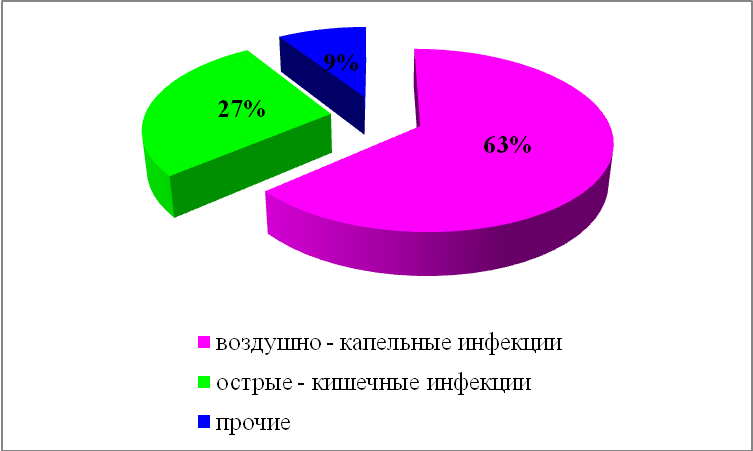 9%
27%
63%
воздушно - капельные инфекции
острые - кишечные инфекции
прочие